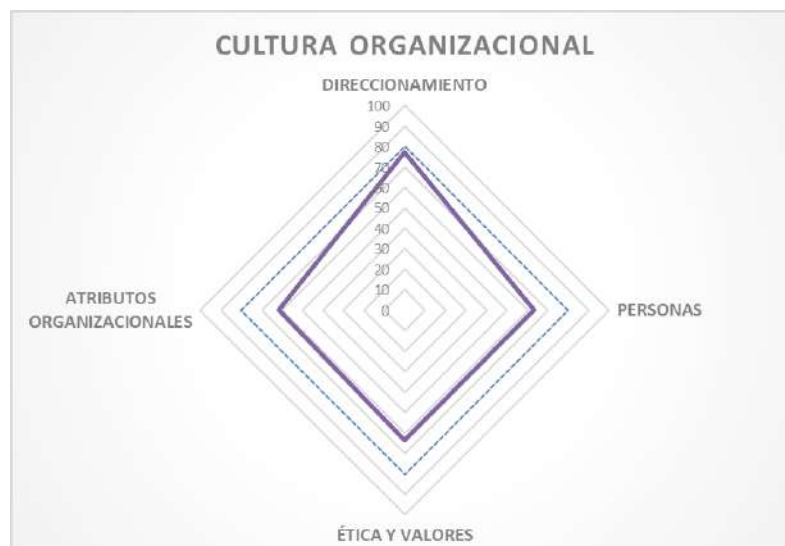 CULTURA ORGANIZACIONAL
DIRECCIONAMIENTO
100
90
80
70
60
50
40
30
20
10
0
ATRIBUTOS
ORGANIZACIONALES
PERSONAS
ÉTICA Y VALORES